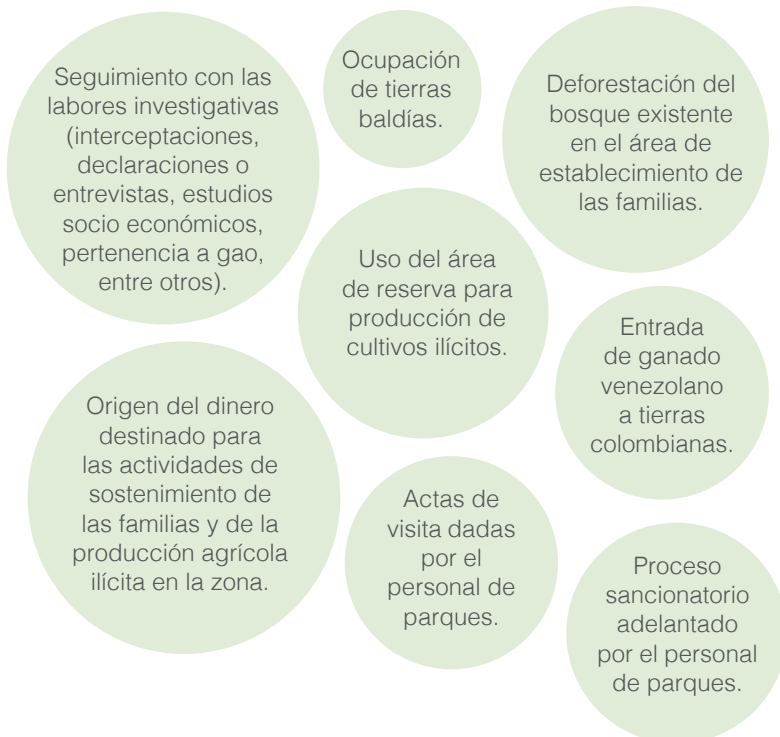 Seguimiento con las
labores investigativas
(interceptaciones,
declaraciones o
entrevistas, estudios
socio económicos,
pertenencia a gao,
entre otros).
Ocupación
de tierras
baldías.
Deforestación del
bosque existente
en el área de
establecimiento de
las familias.
Uso del área
de reserva para
producción de
cultivos ilícitos.
Entrada
de ganado
venezolano
a tierras
colombianas.
Origen del dinero
destinado para
las actividades de
sostenimiento de
las familias y de la
producción agrícola
ilícita en la zona.
Actas de
visita dadas
por el
personal de
parques.
Proceso
sancionatorio
adelantado
por el personal
de parques.